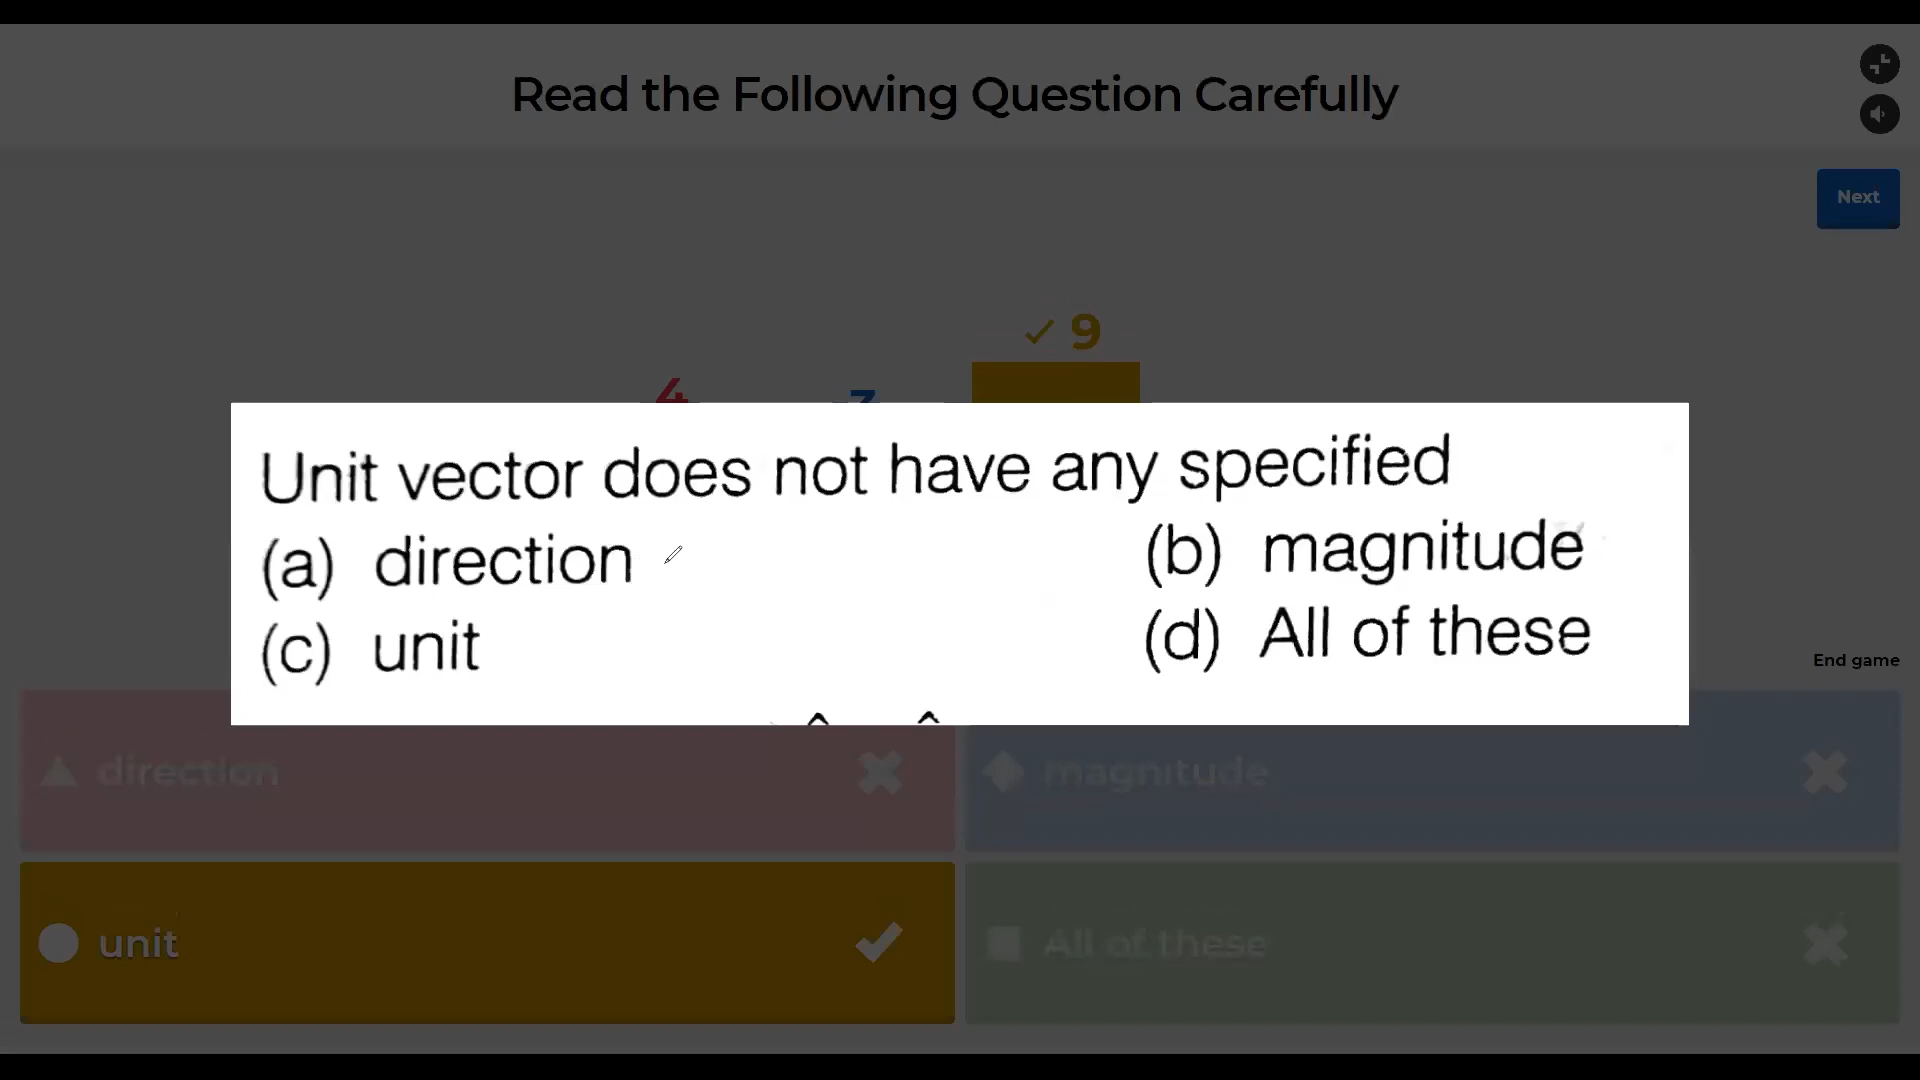 Read the Following Question Carefully
Next
9
4
Unit vector does not have any specified
(a) direction
(b) magnitude
(c) unit
(d) All of these
End game
direction
magnitude
unit
All of these